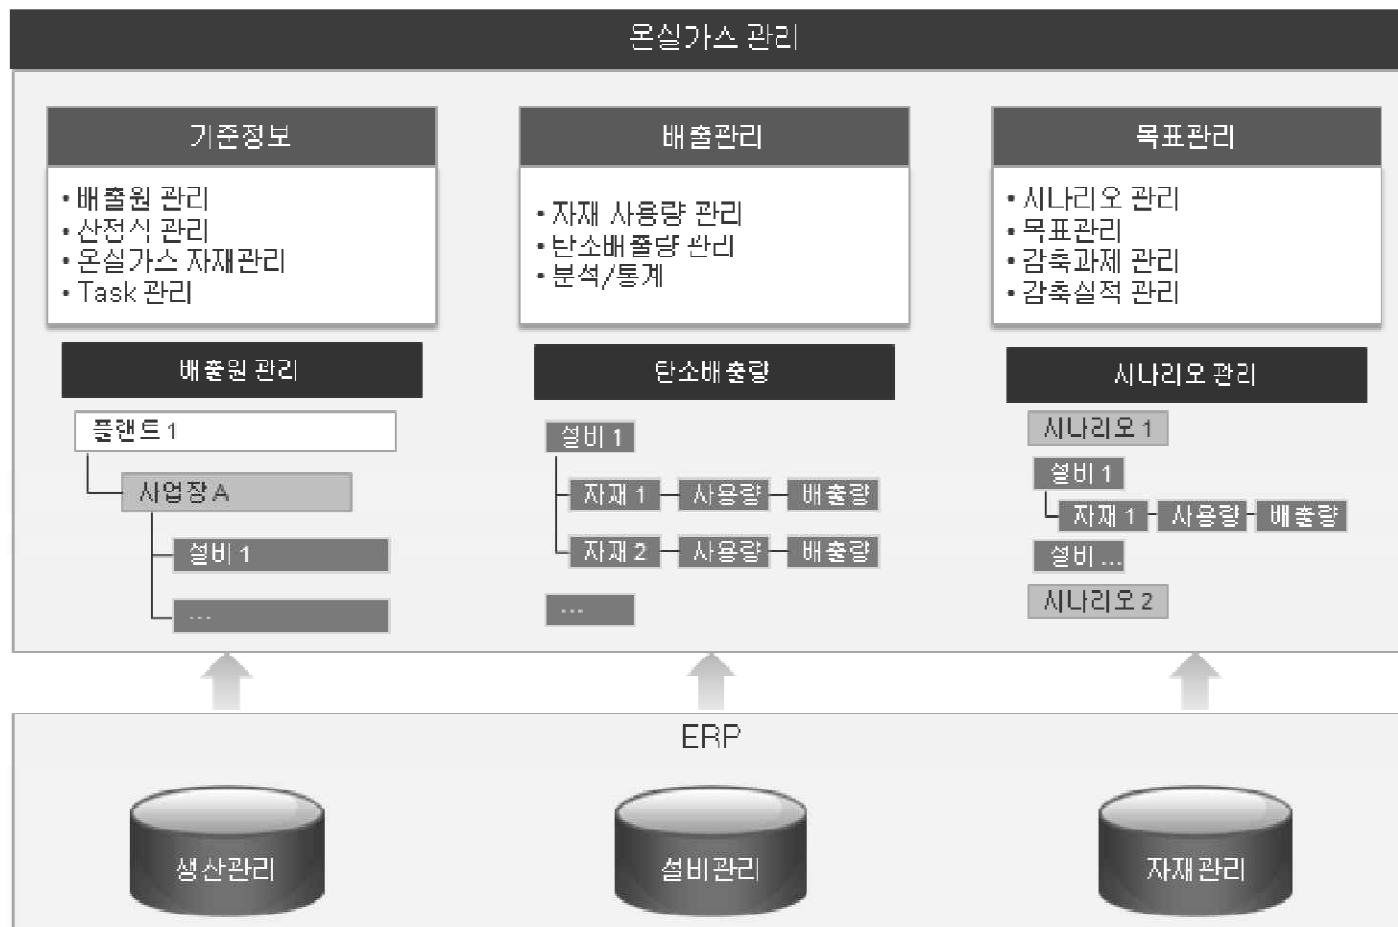 온실가스 관리
기준정보
• 배출원 관리
• 산정식 관리
• 온실가스 자재관리
• Task 관리
배출관리
• 자재 사용량 관리
• 탄소배출량 관리
• 분석/통계
목표관리
• 시나리오 관리
• 목표관리
• 감축과제 관리
• 감축실적 관리
배출원 관리
플랜트 1
사업장 A
설비 1
...
탄소배출량
설비 1
자재 1 사용량 배출량
자재 2 사용량 배출량
...
시나리오 관리
시나리오 1
설비 1
자재 1 사용량 배출량
설비 ...
시나리오 2
ERP
생산관리
설비관리
자재관리